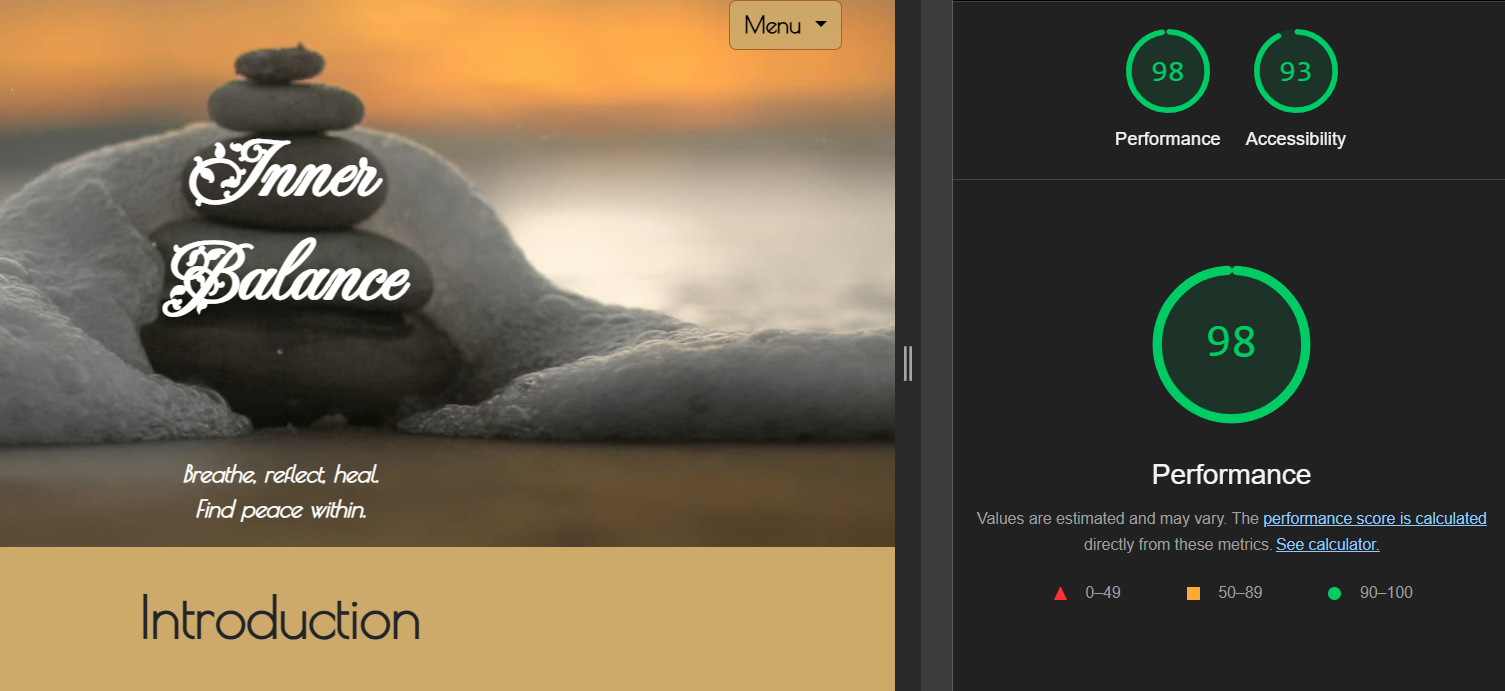 Menu
Inner
Balance
Breathe, reflect, heal.
Find peace within.
Introduction
98
93
Performance
Accessibility
98
Performance
Values are estimated and may vary. The performance score is calculated
directly from these metrics. See calculator.
0–49
50–89
90–100